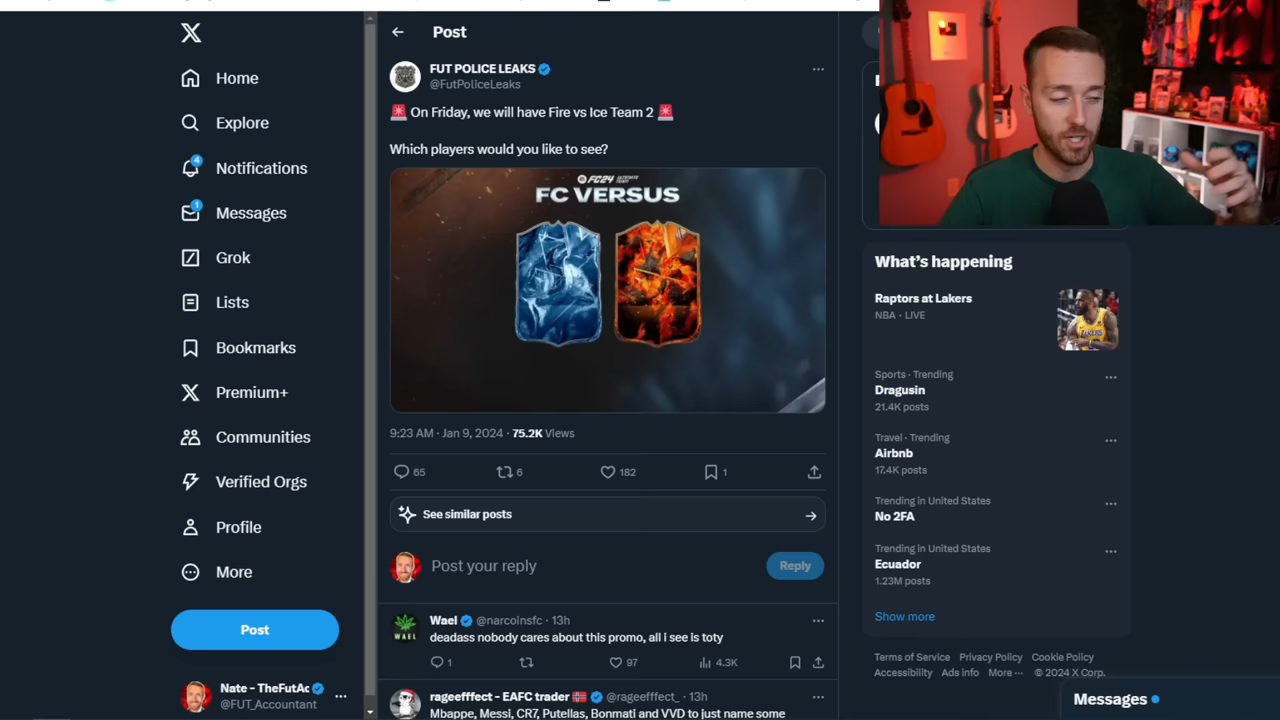 Home
Explore
4
Notifications
1
Messages
Grok
Lists
Bookmarks
Premium+
Communities
Verified Orgs
Profile
More
Post
Nate - TheFutAc
@FUT_Accountant
Post
FUT POLICE LEAKS
@FutPoliceLeaks
🚨 On Friday, we will have Fire vs Ice Team 2 🚨
Which players would you like to see?
FC24 ULTIMATE TEAM
FC VERSUS
9:23 AM · Jan 9, 2024 · 75.2K Views
65 6 182 1
See similar posts
Post your reply
Reply
Wael @narcoinsfc · 13h
WAEL
deadass nobody cares about this promo, all i see is toty
1 97 4.3K
rageefffect - EAFC trader 🇳🇴 @rageefffect_ · 13h
Mbappe, Messi, CR7, Putellas, Bonmati and VVD to just name some
What's happening
Raptors at Lakers
NBA · LIVE
Sports · Trending
Dragusin
21.4K posts
Travel · Trending
Airbnb
17.4K posts
Trending in United States
No 2FA
Trending in United States
Ecuador
1.23M posts
Show more
Terms of Service Privacy Policy Cookie Policy
Accessibility Ads info More ··· © 2024 X Corp.
Messages